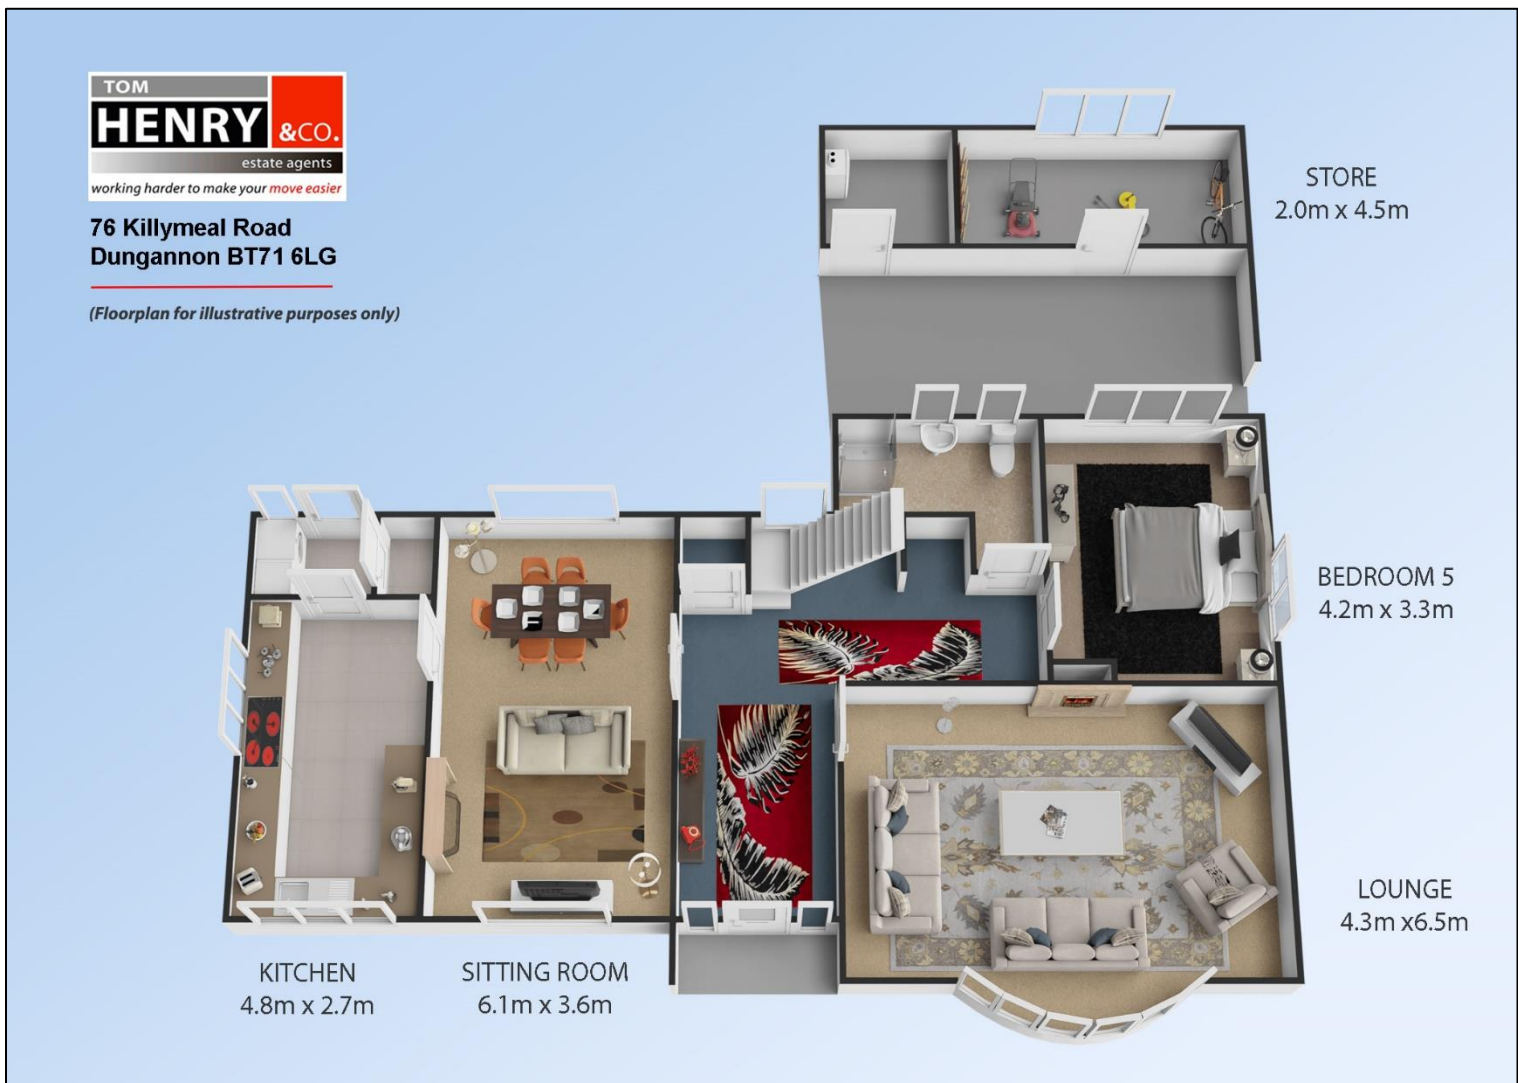 TOM
HENRY &CO.
estate agents
working harder to make your move easier
76 Killymeal Road
Dungannon BT71 6LG
(Floorplan for illustrative purposes only)
STORE
2.0m x 4.5m
BEDROOM 5
4.2m x 3.3m
LOUNGE
4.3m x6.5m
KITCHEN
4.8m x 2.7m
SITTING ROOM
6.1m x 3.6m